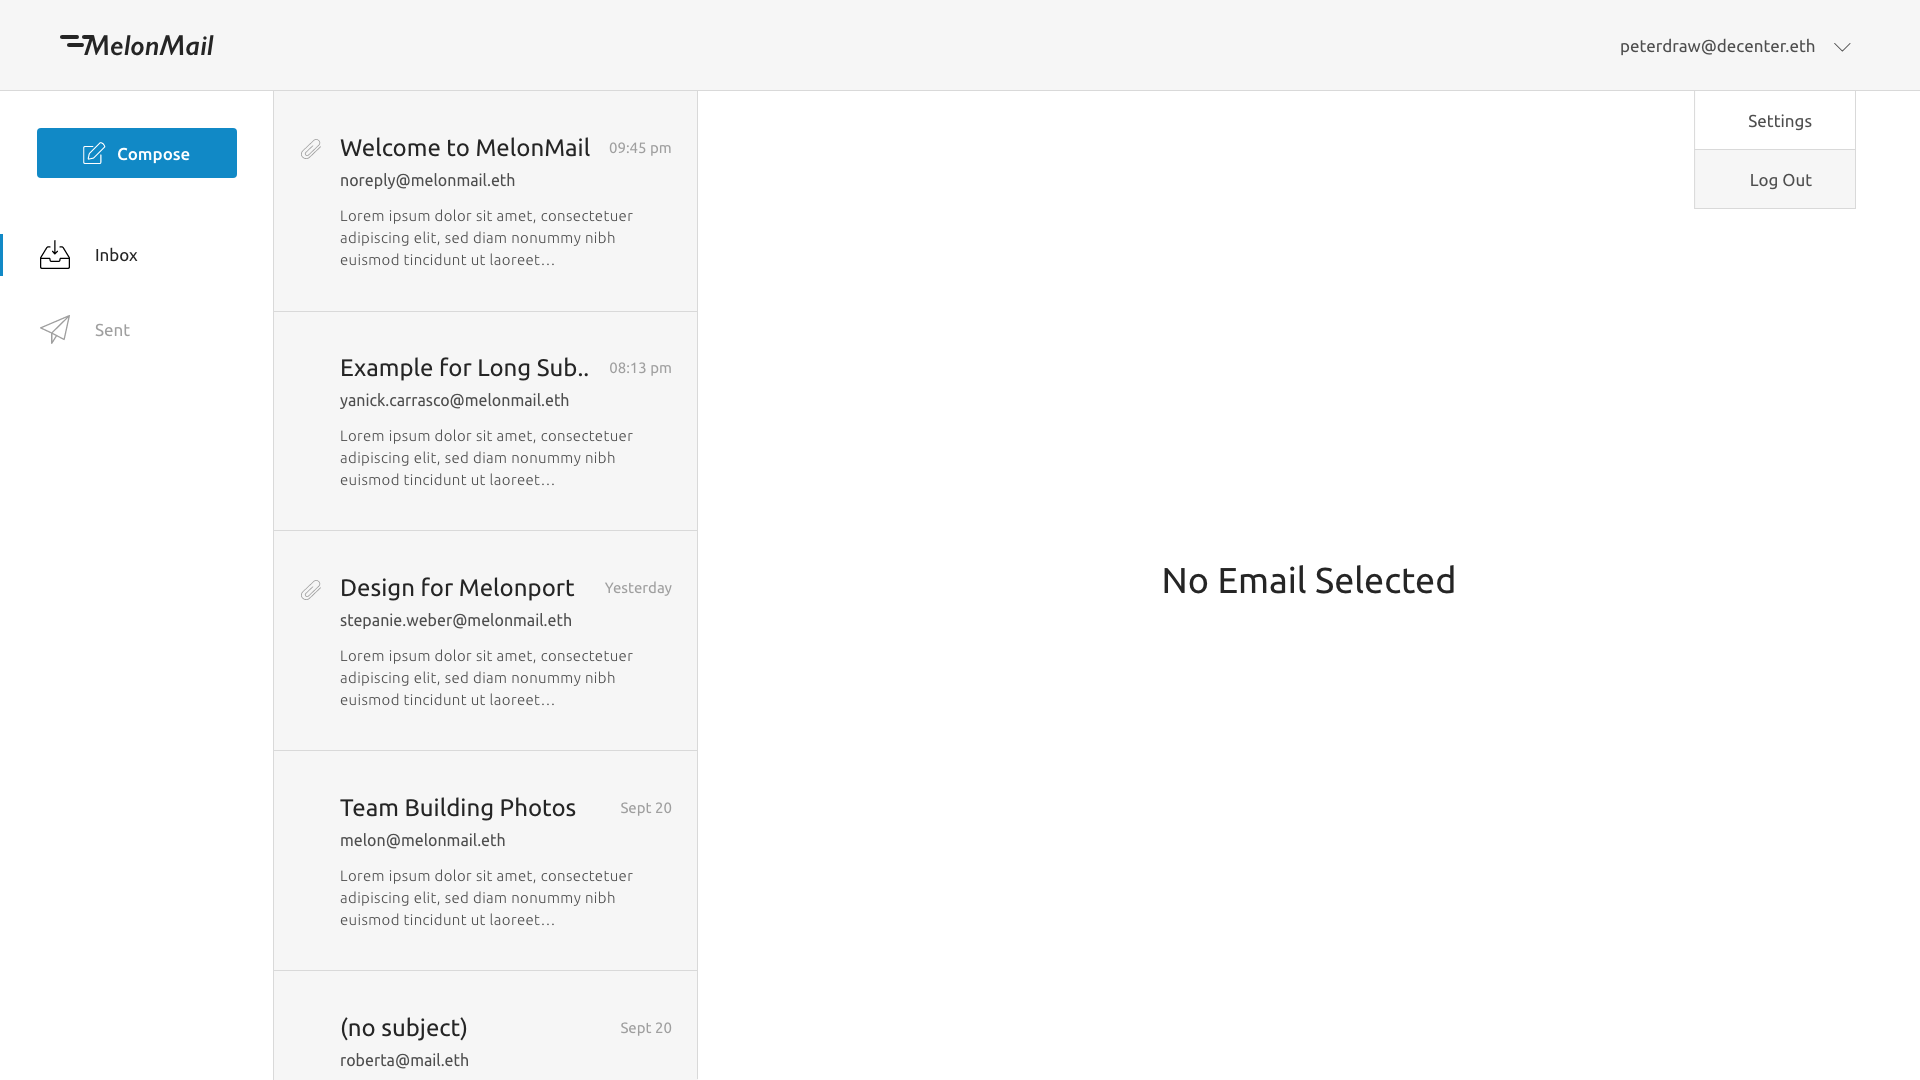 MelonMail
peterdraw@decenter.eth
Settings
Log Out
Compose
Inbox
Sent
Welcome to MelonMail 09:45 pm
noreply@melonmail.eth
Lorem ipsum dolor sit amet, consectetuer
adipiscing elit, sed diam nonummy nibh
euismod tincidunt ut laoreet…
Example for Long Sub.. 08:13 pm
yanick.carrasco@melonmail.eth
Lorem ipsum dolor sit amet, consectetuer
adipiscing elit, sed diam nonummy nibh
euismod tincidunt ut laoreet…
Design for Melonport Yesterday
stepanie.weber@melonmail.eth
Lorem ipsum dolor sit amet, consectetuer
adipiscing elit, sed diam nonummy nibh
euismod tincidunt ut laoreet…
Team Building Photos Sept 20
melon@melonmail.eth
Lorem ipsum dolor sit amet, consectetuer
adipiscing elit, sed diam nonummy nibh
euismod tincidunt ut laoreet…
(no subject) Sept 20
roberta@mail.eth
No Email Selected